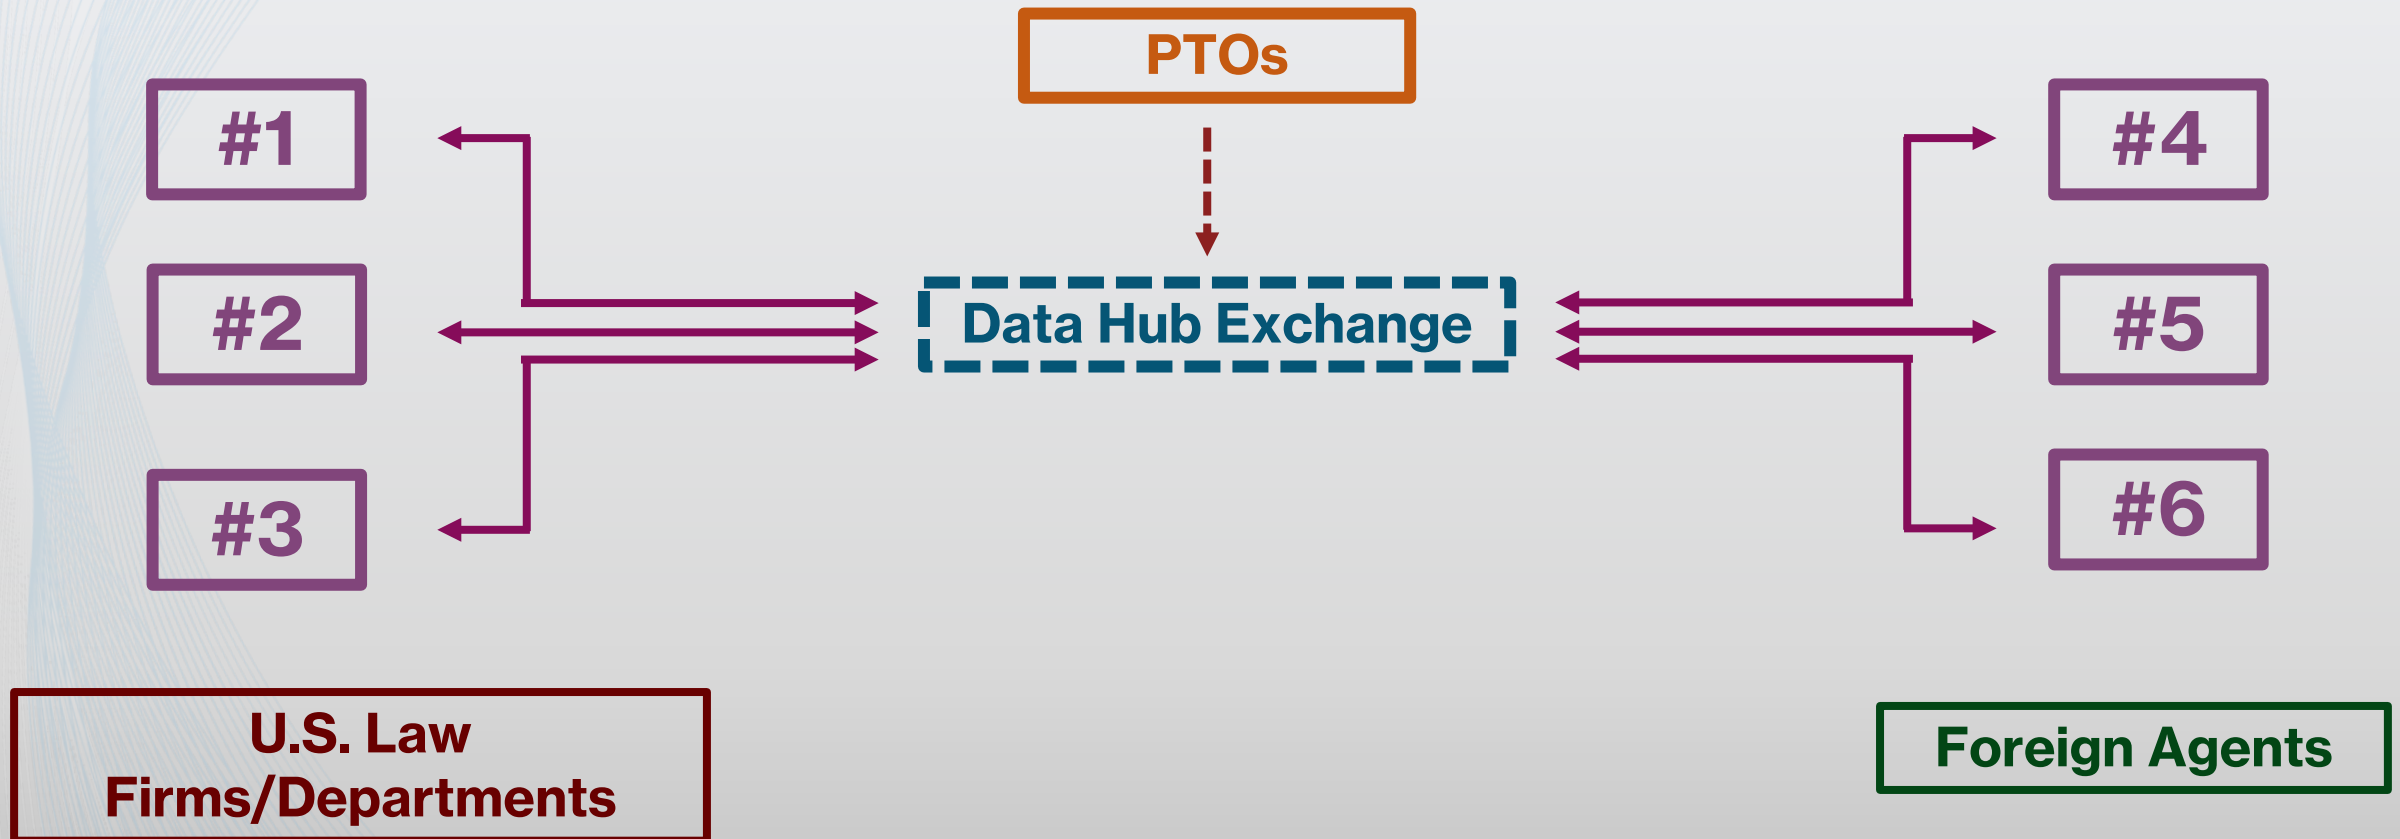 PTOs
#1
#4
#2
Data Hub Exchange
#5
#3
#6
U.S. Law
Firms/Departments
Foreign Agents